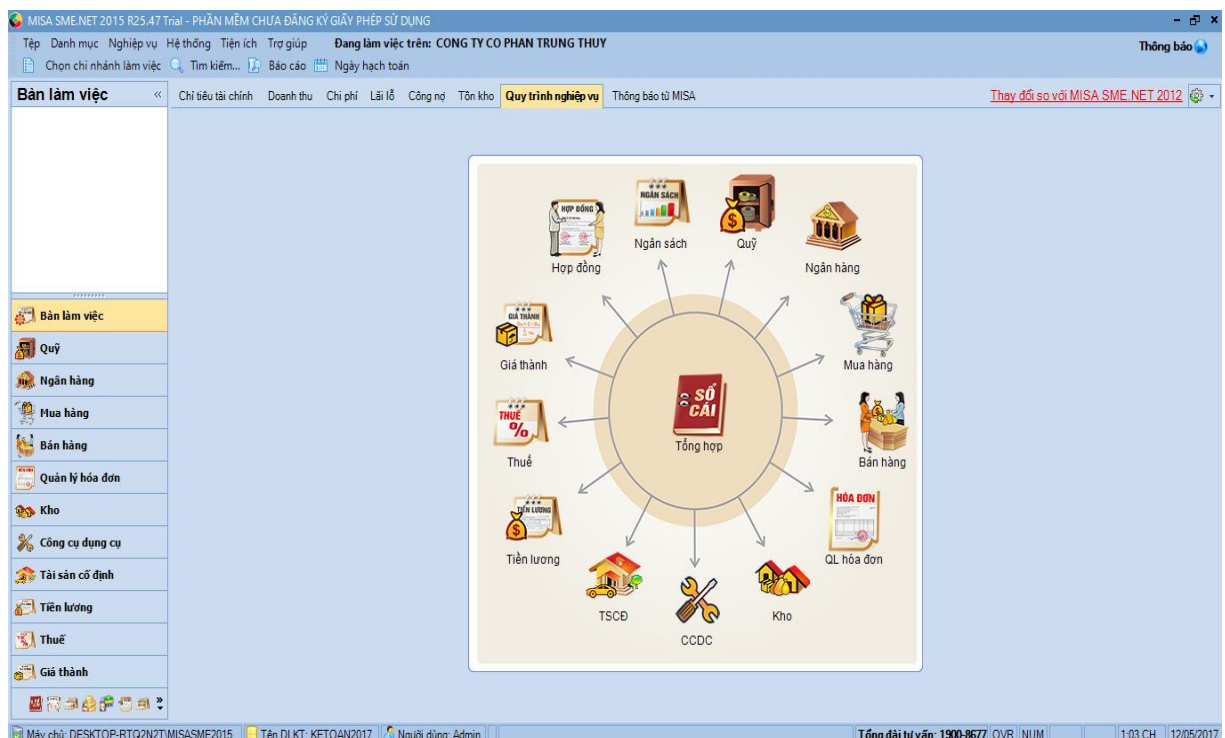 MISA SME.NET 2015 R25.47 Trial - PHẦN MỀM CHƯA ĐĂNG KÝ GIẤY PHÉP SỬ DỤNG
Tệp Danh mục Nghiệp vụ Hệ thống Tiện ích Trợ giúp Đang làm việc trên: CONG TY CO PHAN TRUNG THUY
Thông báo
Chọn chi nhánh làm việc Tìm kiếm... Báo cáo Ngày hạch toán
Bàn làm việc «
Chỉ tiêu tài chính Doanh thu Chi phí Lãi lỗ Công nợ Tồn kho Quy trình nghiệp vụ Thông báo từ MISA
Thay đổi so với MISA SME.NET 2012
Bàn làm việc
Quỹ
Ngân hàng
Mua hàng
Bán hàng
Quản lý hóa đơn
Kho
Công cụ dụng cụ
Tài sản cố định
Tiền lương
Thuế
Giá thành
HỢP ĐỒNG
Hợp đồng
NGÂN SÁCH
Ngân sách
Quỹ
Ngân hàng
GIÁ THÀNH
Giá thành
Mua hàng
SỔ CÁI
Tổng hợp
THUẾ
%
Thuế
Bán hàng
TIỀN LƯƠNG
Tiền lương
HÓA ĐƠN
QL hóa đơn
TSCĐ
CCDC
Kho
Máy chủ: DESKTOP-RTQ2N2T\MISASME2015 Tên DLKT: KETOAN2017 Người dùng: Admin
Tổng đài tư vấn: 1900-8677 OVR NUM 1:03 CH 12/05/2017